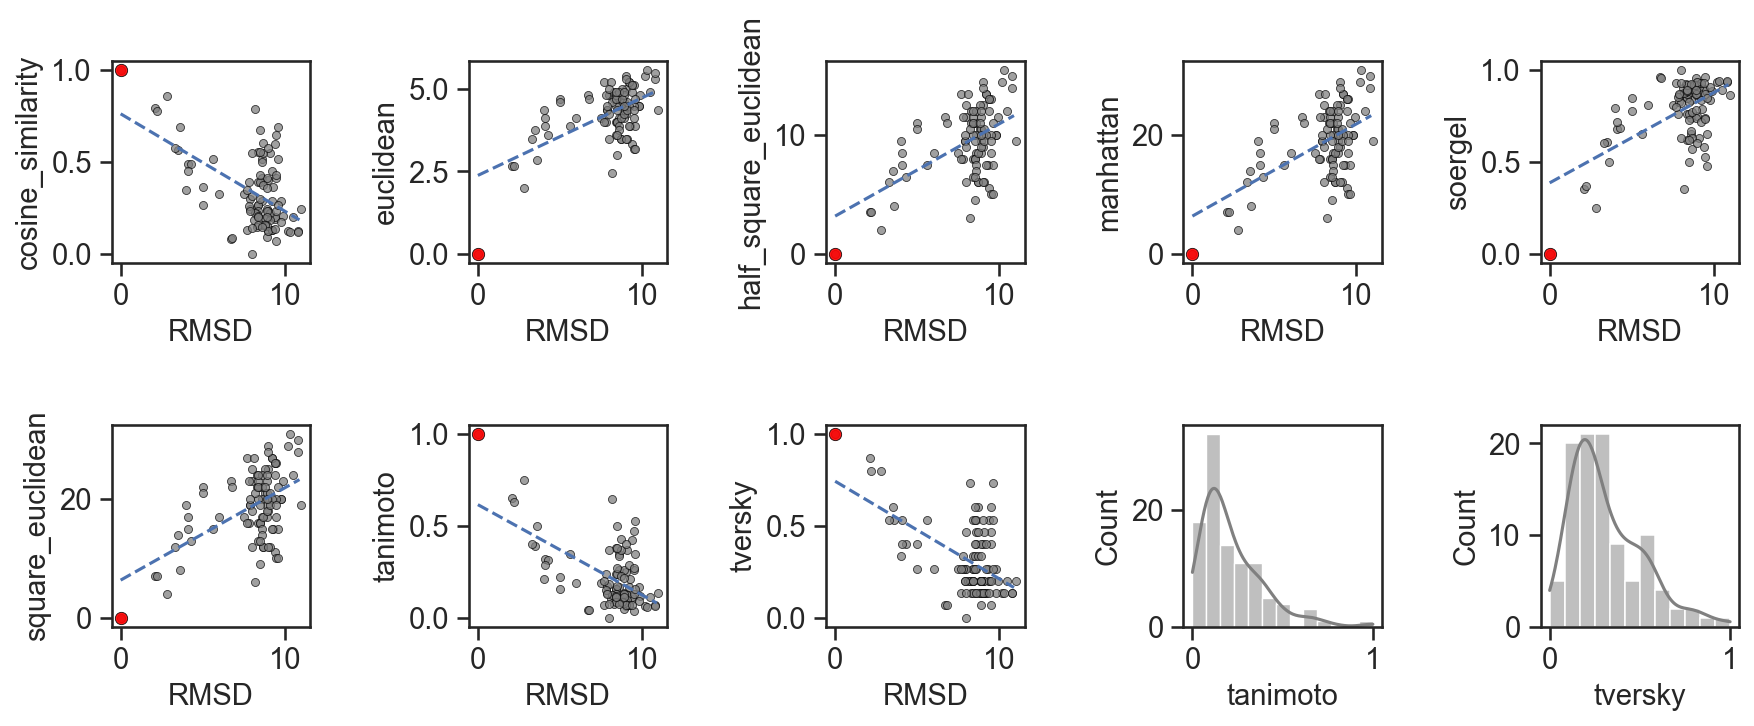 cosine_similarity
1.0
0.5
0.0
0 10
RMSD
euclidean
5.0
2.5
0.0
0 10
RMSD
half_square_euclidean
10
0
0 10
RMSD
manhattan
20
0
0 10
RMSD
soergel
1.0
0.5
0.0
0 10
RMSD
square_euclidean
20
0
0 10
RMSD
tanimoto
1.0
0.5
0.0
0 10
RMSD
tversky
1.0
0.5
0.0
0 10
RMSD
Count
20
0
0 1
tanimoto
Count
20
10
0
0 1
tversky